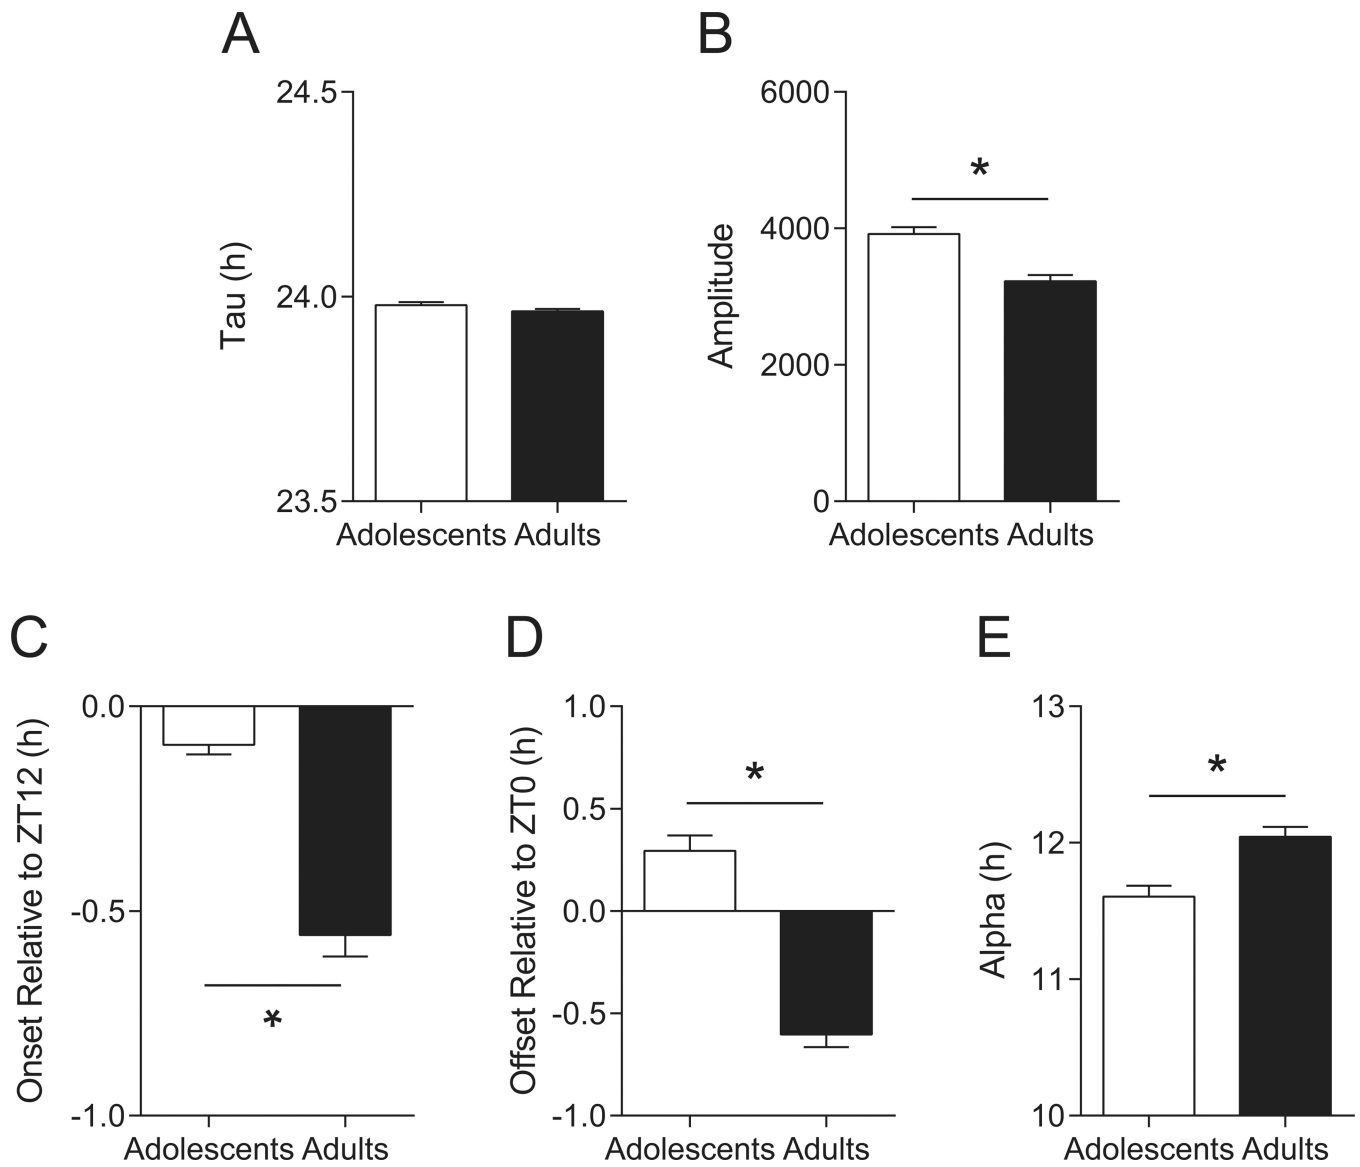 A
24.5
24.0
23.5
Tau (h)
Adolescents Adults
B
6000
4000
2000
0
Amplitude
*
Adolescents Adults
C
0.0
-0.5
-1.0
Onset Relative to ZT12 (h)
*
Adolescents Adults
D
1.0
0.5
0.0
-0.5
-1.0
Offset Relative to ZT0 (h)
*
Adolescents Adults
E
13
12
11
10
Alpha (h)
*
Adolescents Adults